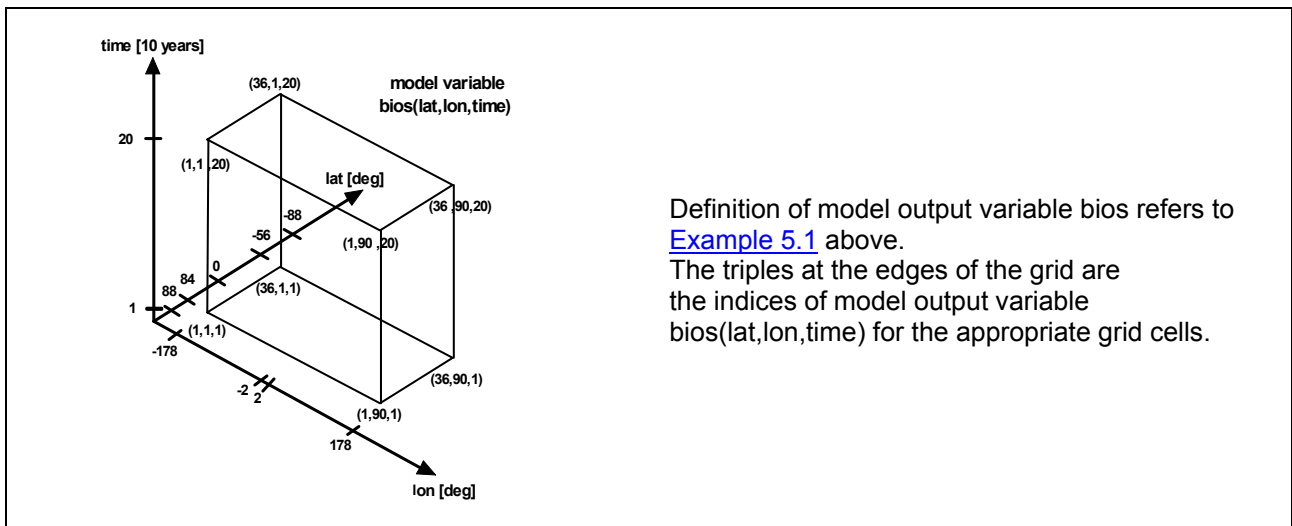 time [10 years]
(36,1,20)
model variable
bios(lat,lon,time)
20
(1,1 ,20)
lat [deg]
-88
(36 ,90,20)
-56
(1,90 ,20)
0
84
88
(36,1,1)
1
(1,1,1)
-178
(36,90,1)
-2
2
(1,90,1)
178
lon [deg]
Definition of model output variable bios refers to
Example 5.1 above.
The triples at the edges of the grid are
the indices of model output variable
bios(lat,lon,time) for the appropriate grid cells.